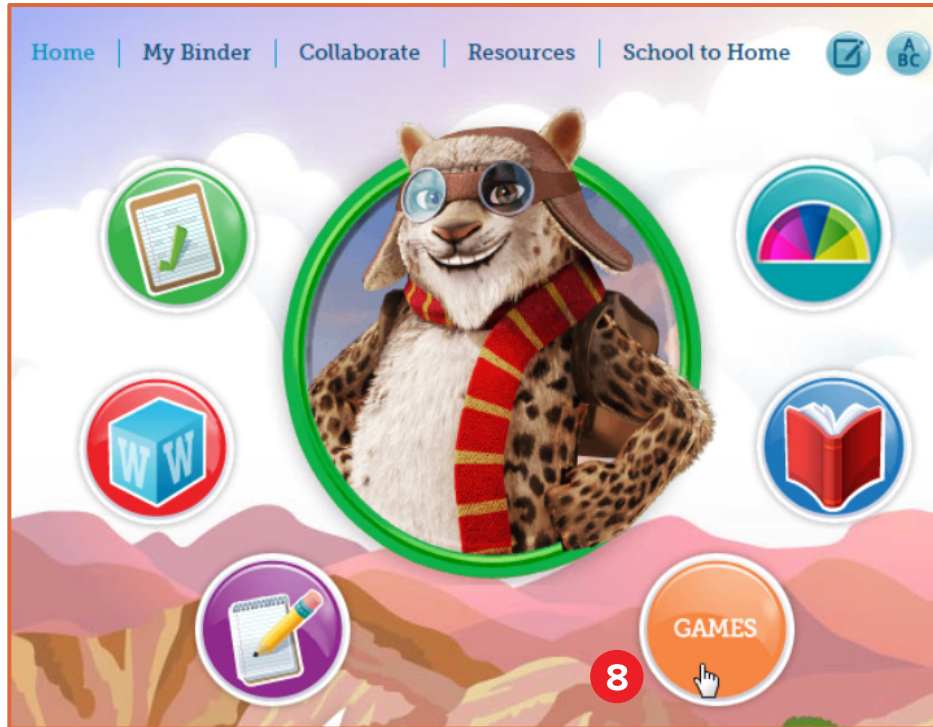 Home | My Binder | Collaborate | Resources | School to Home
A
BC
W W
GAMES
8